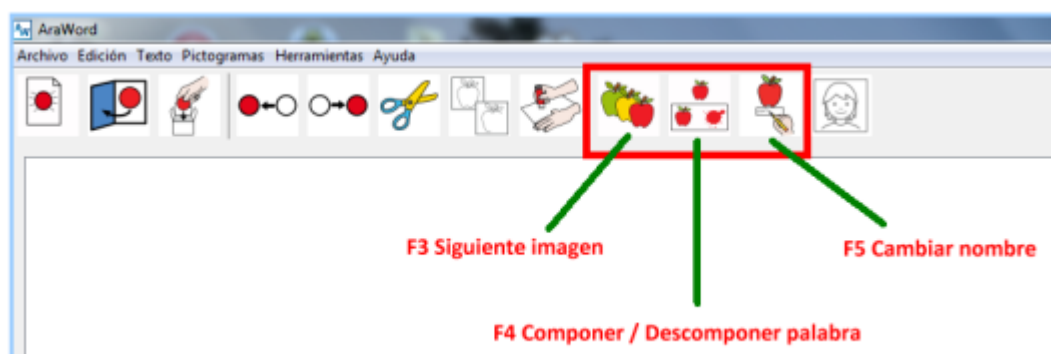 AraWord
Archivo Edición Texto Pictogramas Herramientas Ayuda
F3 Siguiente imagen
F5 Cambiar nombre
F4 Componer / Descomponer palabra